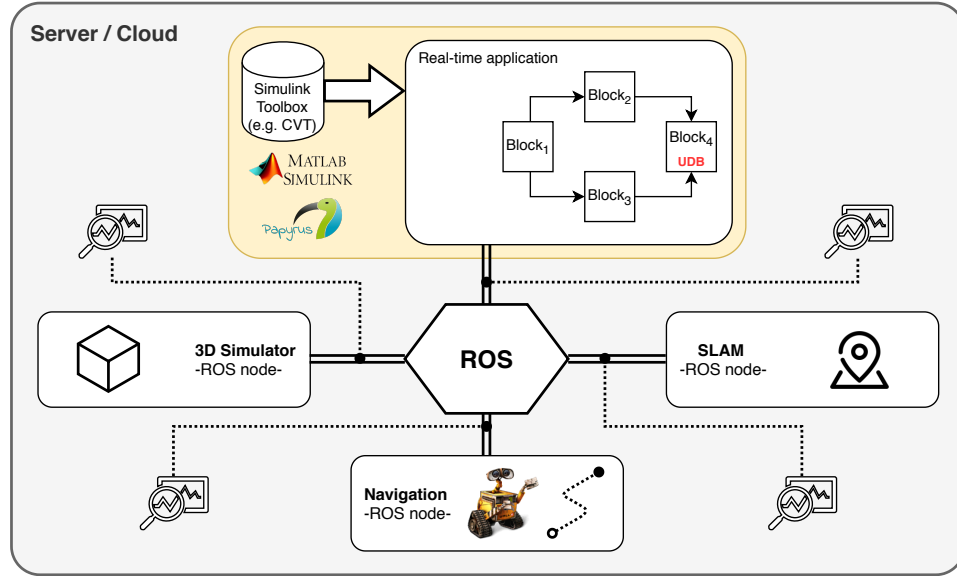 Server / Cloud
Simulink
Toolbox
(e.g. CVT)
MATLAB
SIMULINK
Papyrus
Real-time application
Block1
Block2
Block3
Block4
UDB
3D Simulator
-ROS node-
ROS
SLAM
-ROS node-
Navigation
-ROS node-